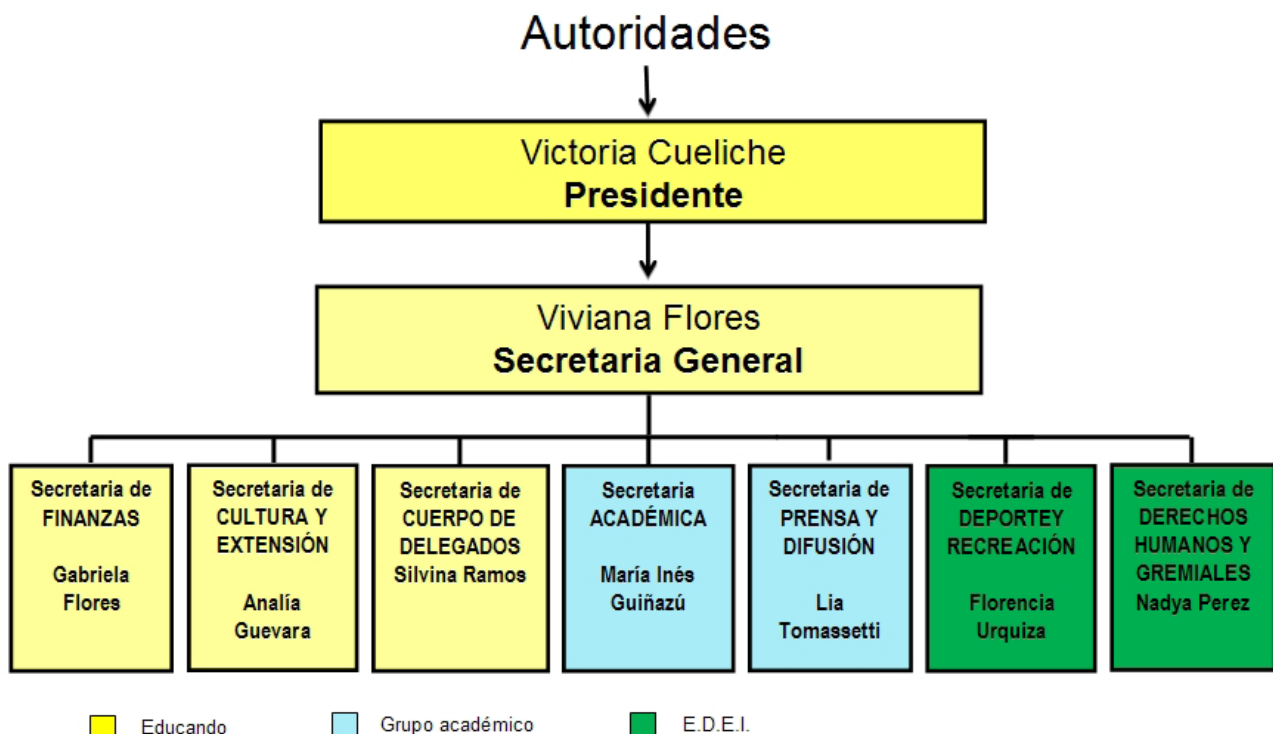 Autoridades
Victoria Cueliche
Presidente
Viviana Flores
Secretaria General
Secretaria de
FINANZAS
Gabriela
Flores
Secretaria de
CULTURA Y
EXTENSIÓN
Analía
Guevara
Secretaria de
CUERPO DE
DELEGADOS
Silvina Ramos
Secretaria
ACADÉMICA
María Inés
Guiñazú
Secretaria de
PRENSA Y
DIFUSIÓN
Lia
Tomassetti
Secretaria de
DEPORTEY
RECREACIÓN
Florencia
Urquiza
Secretaria de
DERECHOS
HUMANOS Y
GREMIALES
Nadya Perez
Educando
Grupo académico
E.D.E.I.